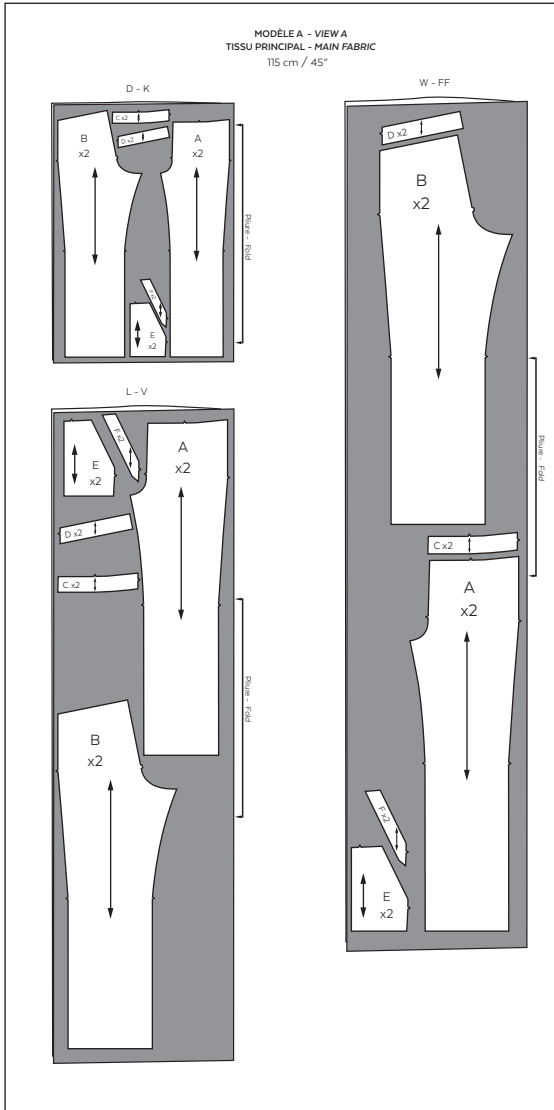 MODÈLE A - VIEW A
TISSU PRINCIPAL - MAIN FABRIC
115 cm / 45"
D - K
B
x2
C x2
D x2
A
x2
F x2
E
x2
Pliure - Fold
L - V
E
x2
F x2
A
x2
D x2
C x2
B
x2
Pliure - Fold
W - FF
D x2
B
x2
C x2
A
x2
F x2
E
x2
Pliure - Fold